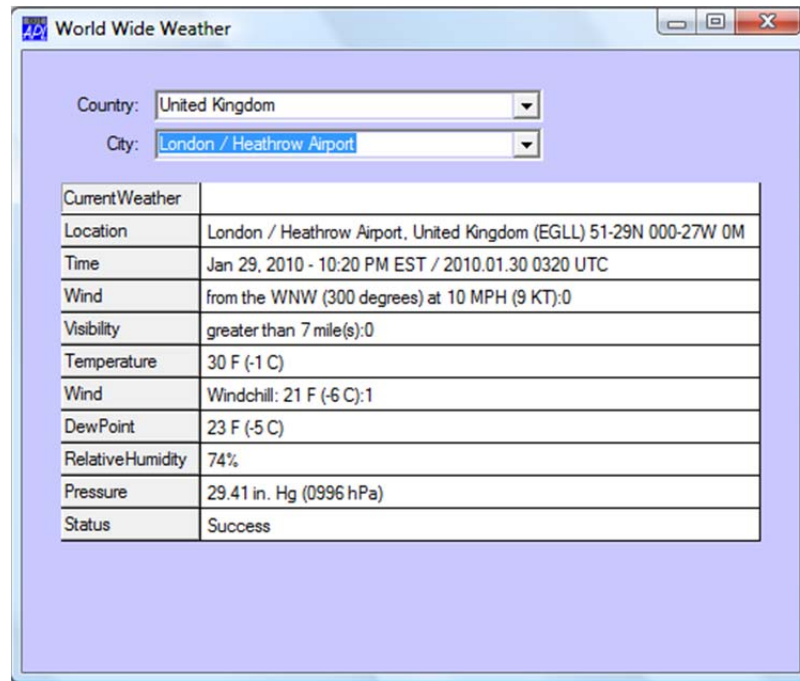 World Wide Weather
Country: United Kingdom
City: London / Heathrow Airport
CurrentWeather
Location London / Heathrow Airport, United Kingdom (EGLL) 51-29N 000-27W 0M
Time Jan 29, 2010 - 10:20 PM EST / 2010.01.30 0320 UTC
Wind from the WNW (300 degrees) at 10 MPH (9 KT):0
Visibility greater than 7 mile(s):0
Temperature 30 F (-1 C)
Wind Windchill: 21 F (-6 C):1
DewPoint 23 F (-5 C)
RelativeHumidity 74%
Pressure 29.41 in. Hg (0996 hPa)
Status Success